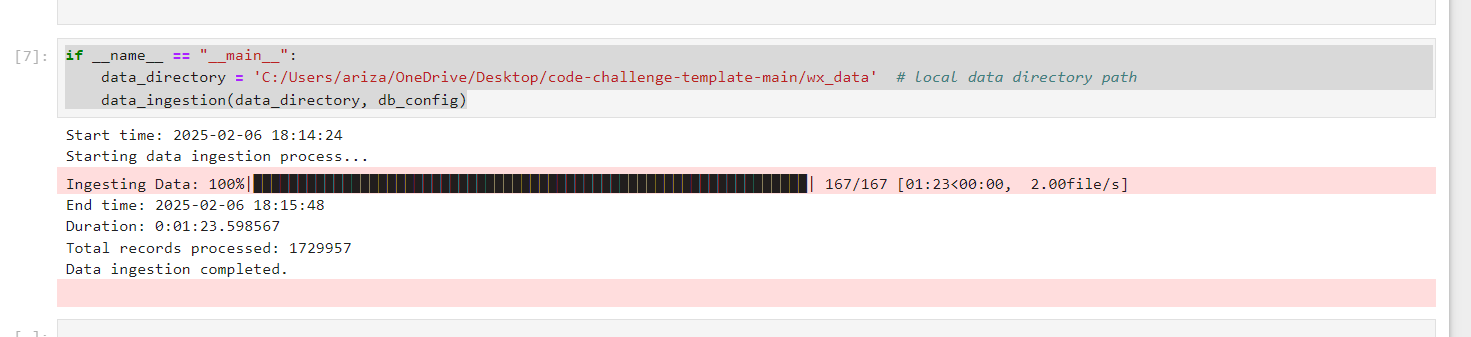 [7]:
if __name__ == "__main__":
    data_directory = 'C:/Users/ariza/OneDrive/Desktop/code-challenge-template-main/wx_data'  # local data directory path
    data_ingestion(data_directory, db_config)
Start time: 2025-02-06 18:14:24
Starting data ingestion process...
Ingesting Data: 100%|██████████| 167/167 [01:23<00:00,  2.00file/s]
End time: 2025-02-06 18:15:48
Duration: 0:01:23.598567
Total records processed: 1729957
Data ingestion completed.
[ ]: